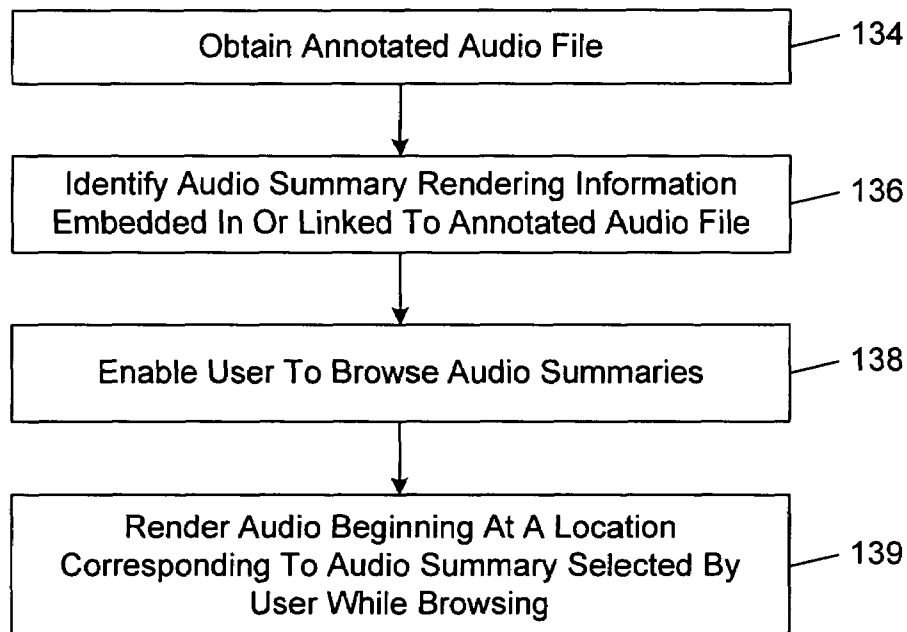 Obtain Annotated Audio File
134
Identify Audio Summary Rendering Information
Embedded In Or Linked To Annotated Audio File
136
Enable User To Browse Audio Summaries
138
Render Audio Beginning At A Location
Corresponding To Audio Summary Selected By
User While Browsing
139